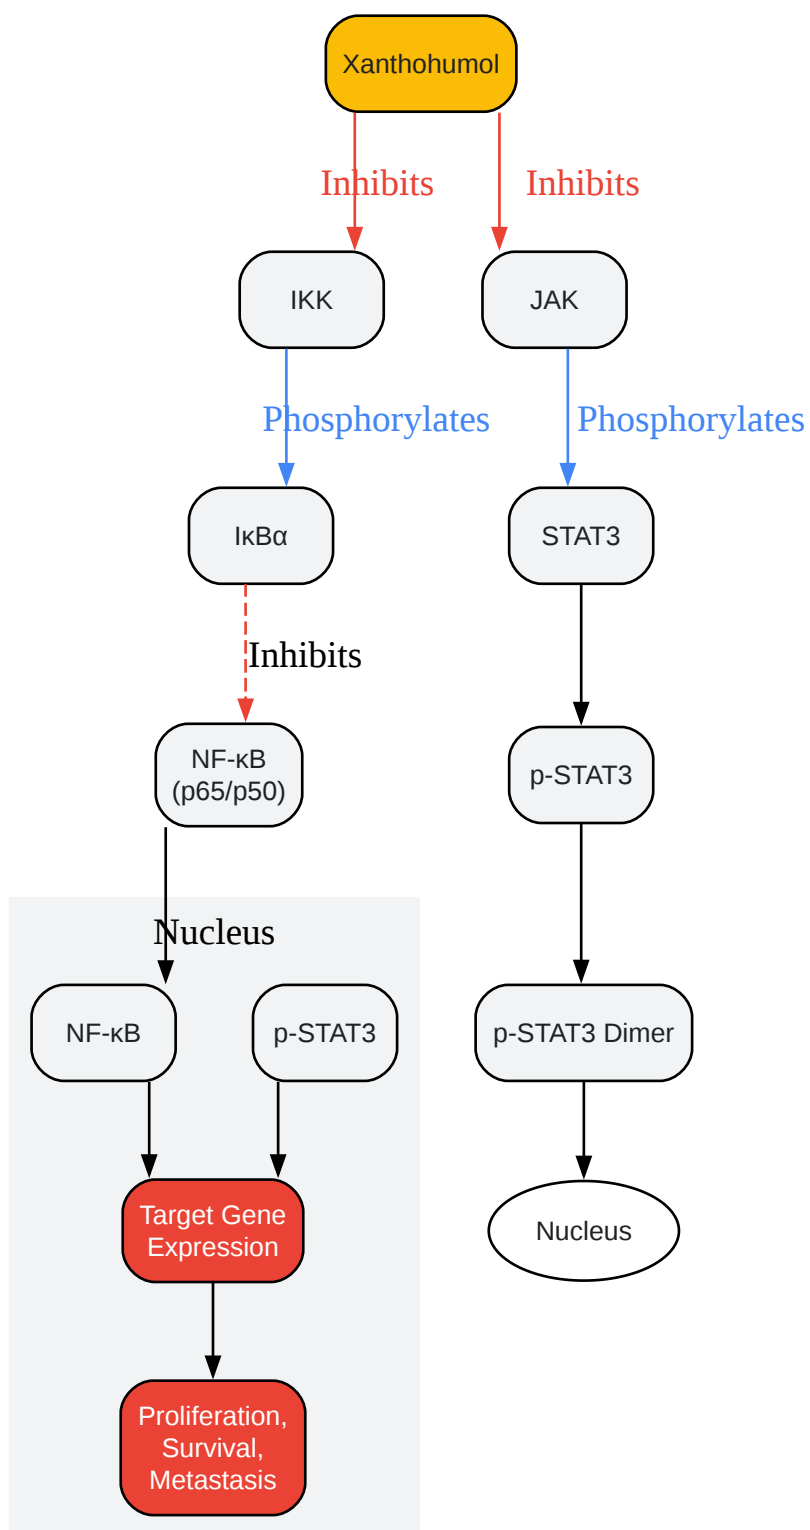 Xanthohumol
Inhibits
Inhibits
IKK
JAK
Phosphorylates
Phosphorylates
IκBα
STAT3
Inhibits
NF-κB
(p65/p50)
p-STAT3
Nucleus
NF-κB
p-STAT3
p-STAT3 Dimer
Target Gene
Expression
Nucleus
Proliferation,
Survival,
Metastasis